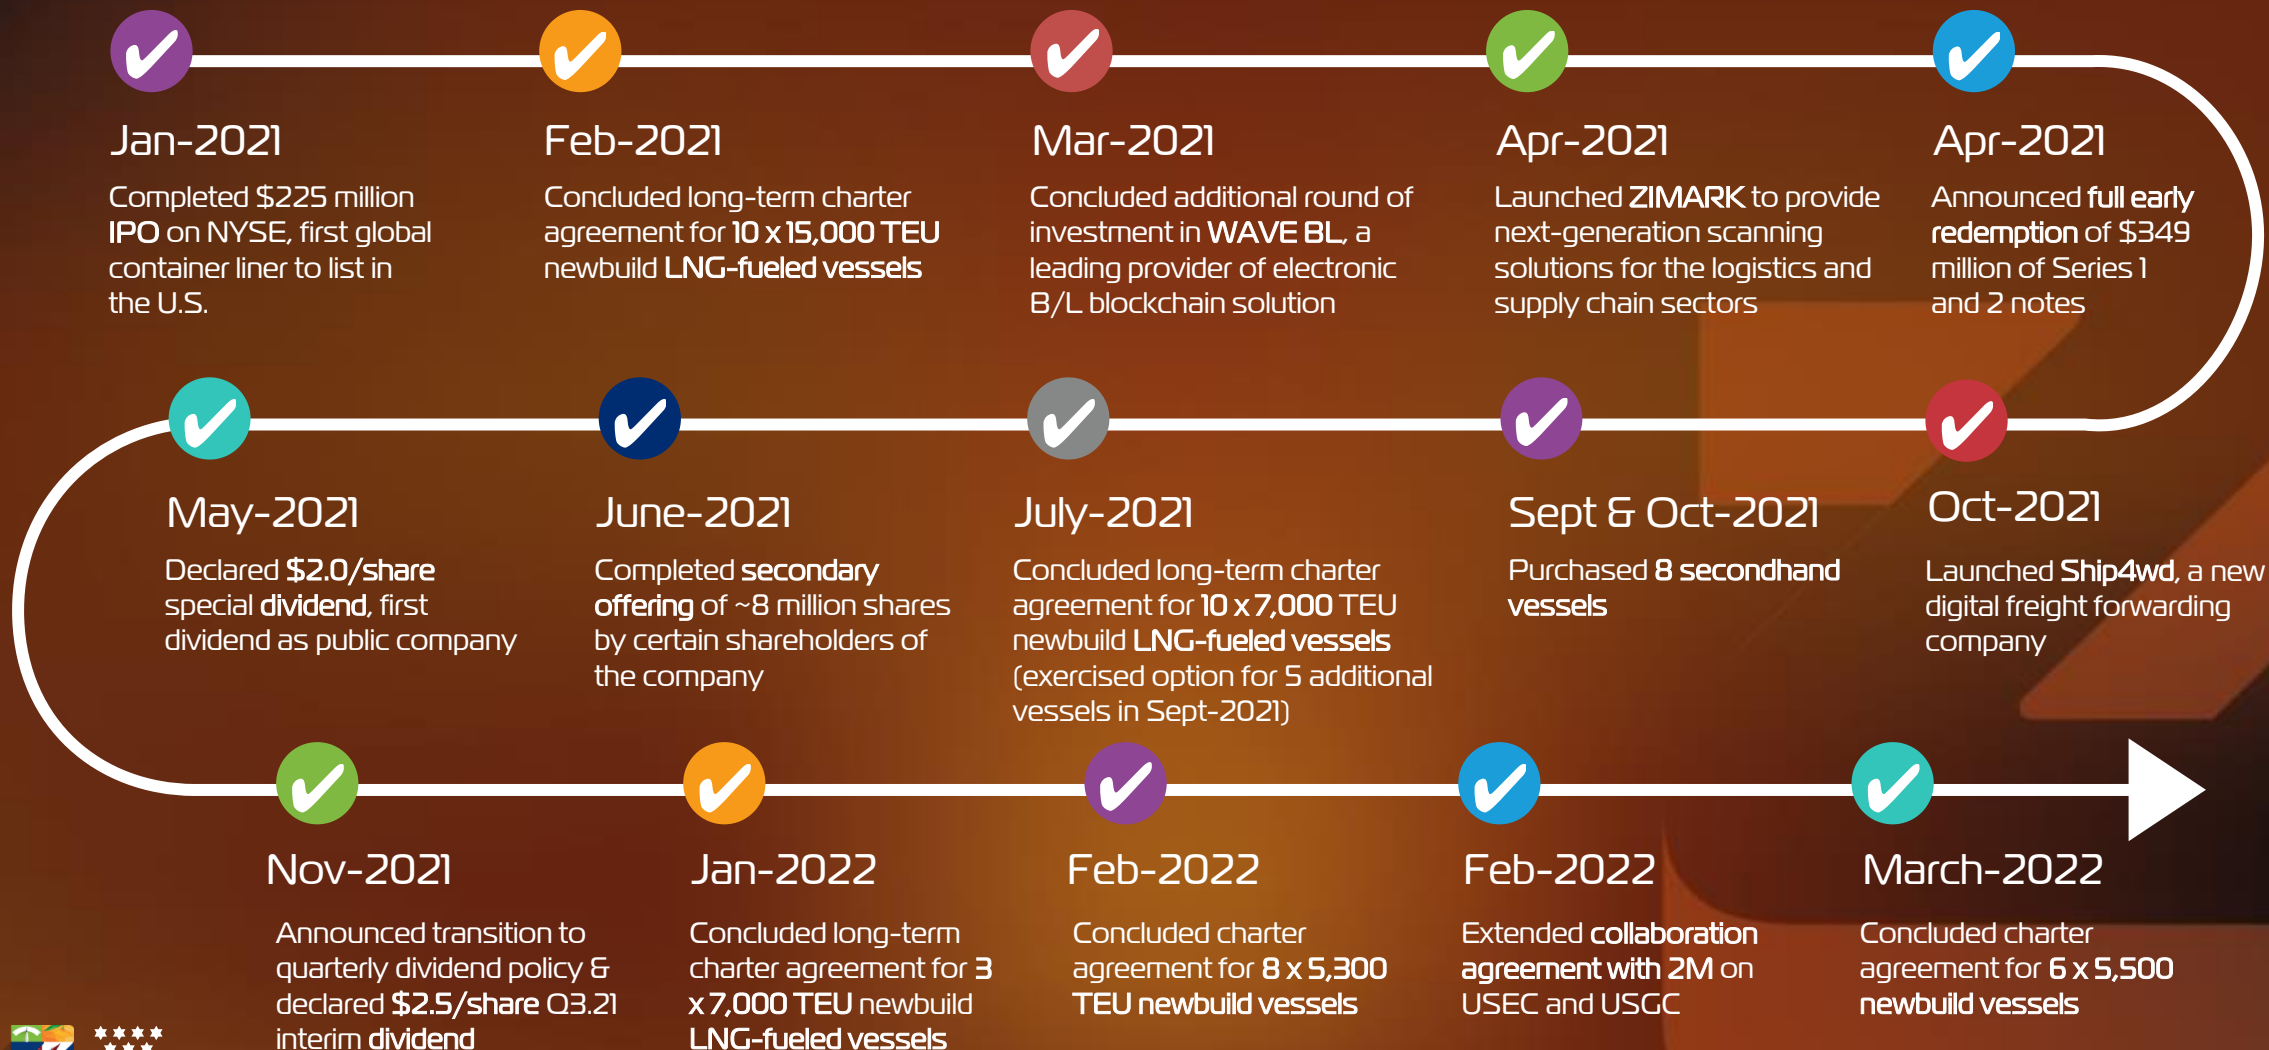 Jan-2021
Completed $225 million
IPO on NYSE, first global
container liner to list in
the U.S.
Feb-2021
Concluded long-term charter
agreement for 10 x 15,000 TEU
newbuild LNG-fueled vessels
Mar-2021
Concluded additional round of
investment in WAVE BL, a
leading provider of electronic
B/L blockchain solution
Apr-2021
Launched ZIMARK to provide
next-generation scanning
solutions for the logistics and
supply chain sectors
Apr-2021
Announced full early
redemption of $349
million of Series 1
and 2 notes
May-2021
Declared $2.0/share
special dividend, first
dividend as public company
June-2021
Completed secondary
offering of ~8 million shares
by certain shareholders of
the company
July-2021
Concluded long-term charter
agreement for 10 x 7,000 TEU
newbuild LNG-fueled vessels
(exercised option for 5 additional
vessels in Sept-2021)
Sept & Oct-2021
Purchased 8 secondhand
vessels
Oct-2021
Launched Ship4wd, a new
digital freight forwarding
company
Nov-2021
Announced transition to
quarterly dividend policy &
declared $2.5/share Q3.21
interim dividend
Jan-2022
Concluded long-term
charter agreement for 3
x 7,000 TEU newbuild
LNG-fueled vessels
Feb-2022
Concluded charter
agreement for 8 x 5,300
TEU newbuild vessels
Feb-2022
Extended collaboration
agreement with 2M on
USEC and USGC
March-2022
Concluded charter
agreement for 6 x 5,500
newbuild vessels